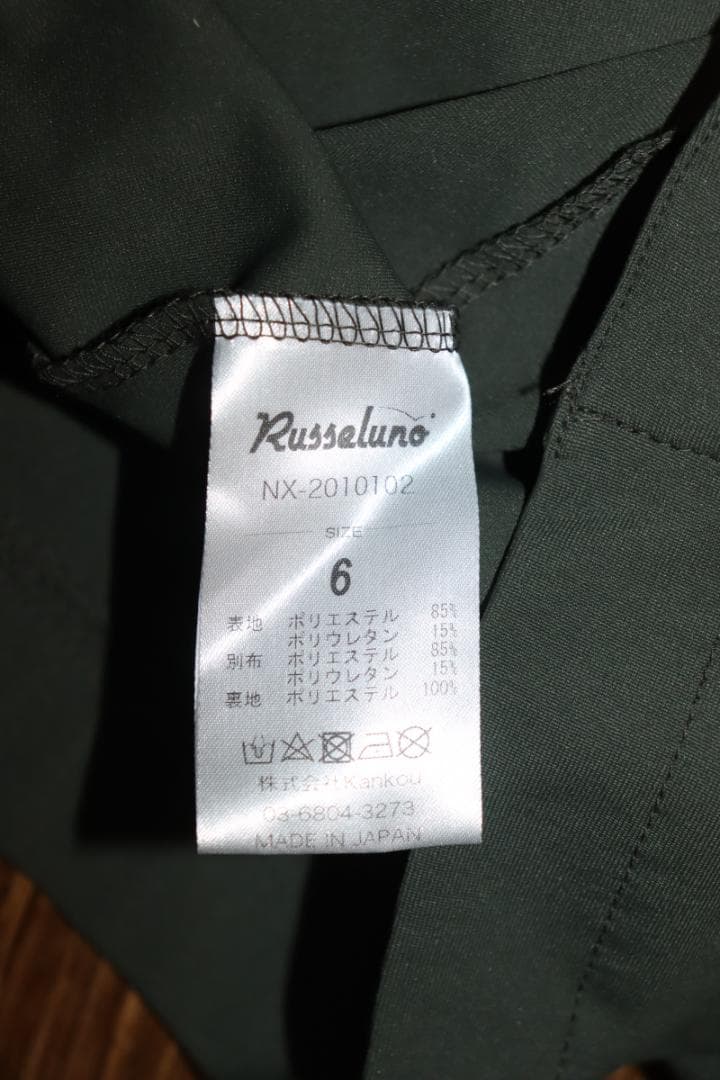 Russeluno
NX-2010102
SIZE
6
表地 ポリエステル 85%
ポリウレタン 15%
別布 ポリエステル 85%
ポリウレタン 15%
裏地 ポリエステル 100%
株式会社Kankou
03-6804-3273
MADE IN JAPAN